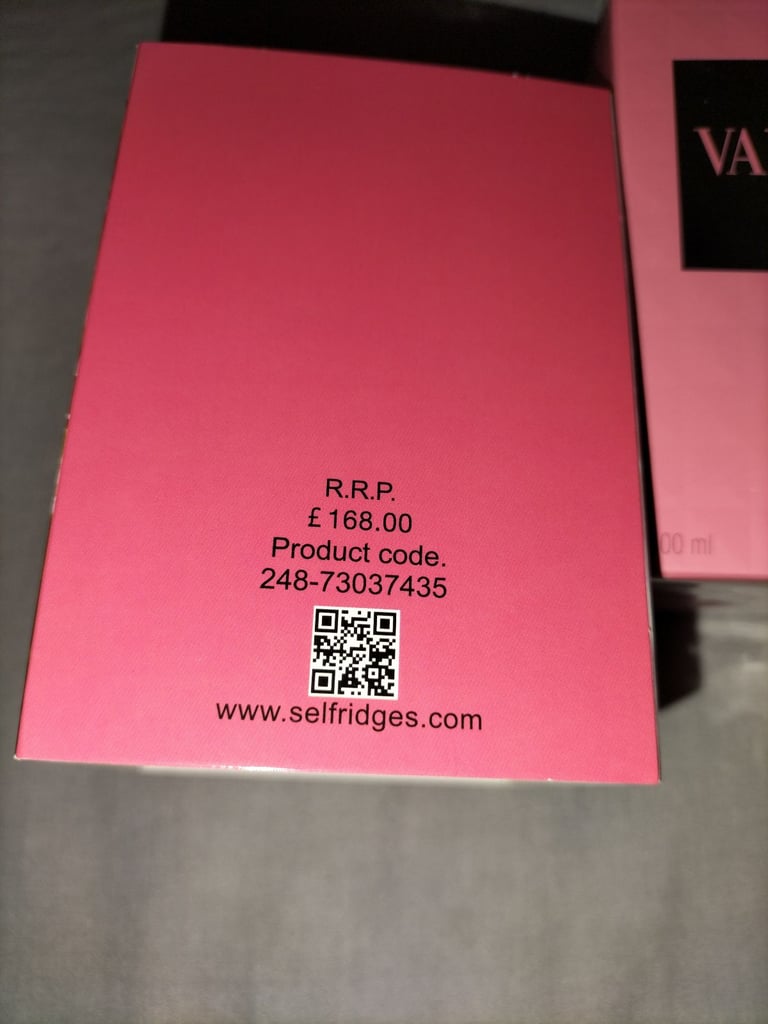 R.R.P.
£168.00
Product code.
248-73037435
www.selfridges.com
VA
00 ml